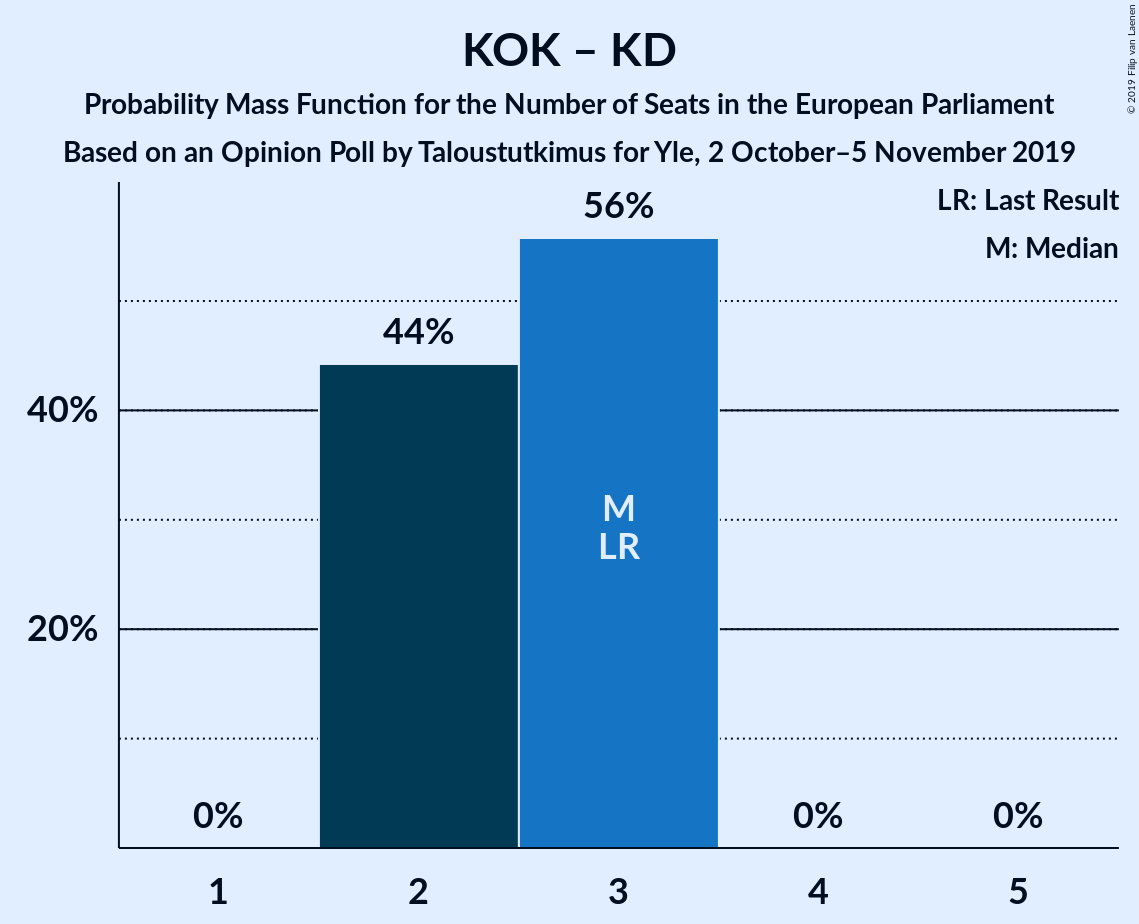 KOK – KD
Probability Mass Function for the Number of Seats in the European Parliament
Based on an Opinion Poll by Taloustutkimus for Yle, 2 October–5 November 2019
© 2019 Filip van Laenen
LR: Last Result
M: Median
56%
44%
40%
M
LR
20%
0%
0%
0%
1
2
3
4
5